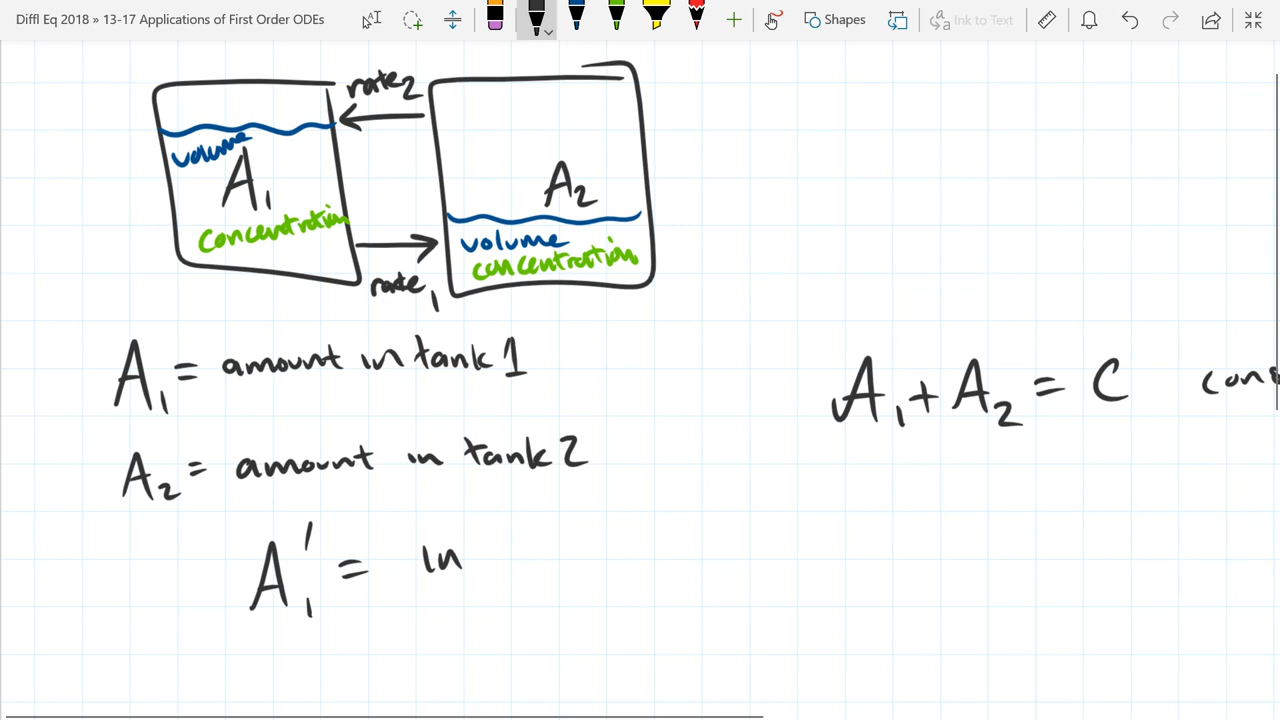 Diffl Eq 2018 » 13-17 Applications of First Order ODEs
Shapes
Ink to Text
rate2
volume
A1
A2
concentration
volume
concentration
rate1
A1 = amount in tank 1
A1 + A2 = C
A2 = amount in tank 2
A1' = in